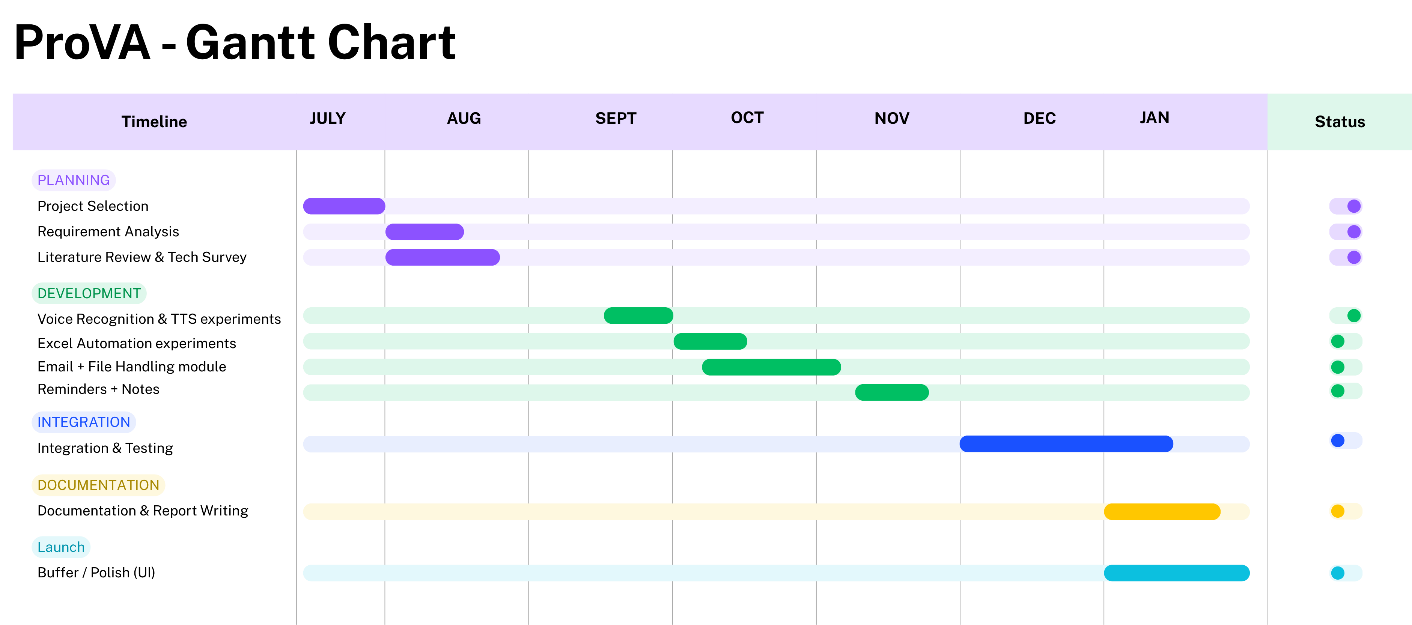 ProVA - Gantt Chart
Timeline JULY AUG SEPT OCT NOV DEC JAN Status
PLANNING
Project Selection
Requirement Analysis
Literature Review & Tech Survey
DEVELOPMENT
Voice Recognition & TTS experiments
Excel Automation experiments
Email + File Handling module
Reminders + Notes
INTEGRATION
Integration & Testing
DOCUMENTATION
Documentation & Report Writing
Launch
Buffer / Polish (UI)